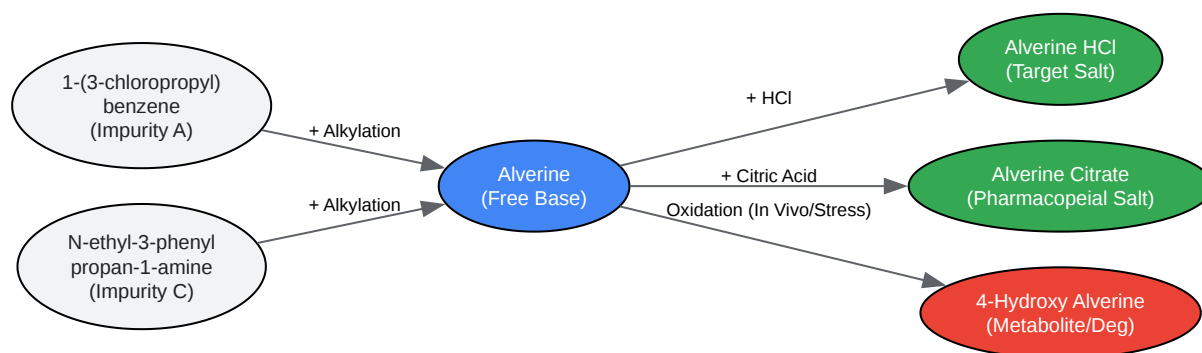 1-(3-chloropropyl)
benzene
(Impurity A)
+ Alkylation
N-ethyl-3-phenyl
propan-1-amine
(Impurity C)
+ Alkylation
Alverine
(Free Base)
+ HCl
Alverine HCl
(Target Salt)
+ Citric Acid
Alverine Citrate
(Pharmacopeial Salt)
Oxidation (In Vivo/Stress)
4-Hydroxy Alverine
(Metabolite/Deg)